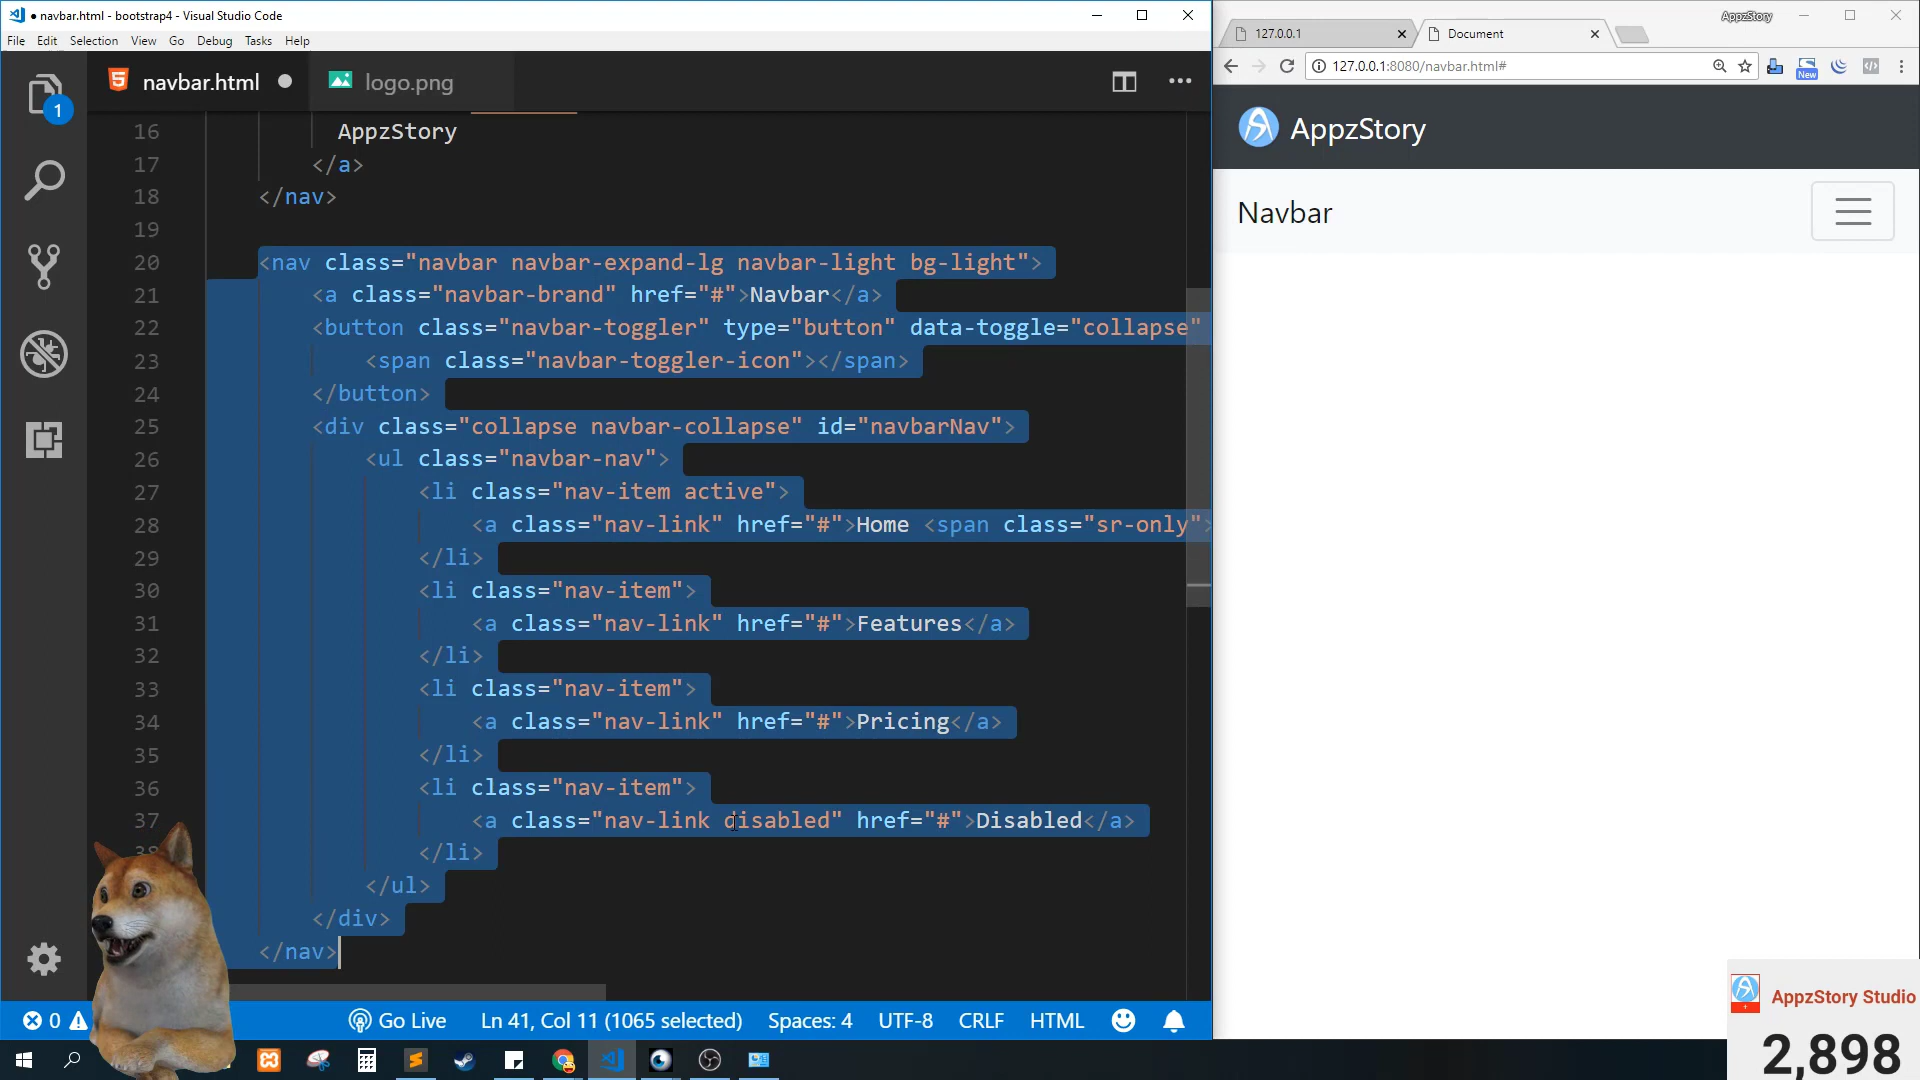 navbar.html - bootstrap4 - Visual Studio Code
File Edit Selection View Go Debug Tasks Help
1
navbar.html
logo.png
16 AppzStory
17 </a>
18 </nav>
19
20 <nav class="navbar navbar-expand-lg navbar-light bg-light">
21 <a class="navbar-brand" href="#">Navbar</a>
22 <button class="navbar-toggler" type="button" data-toggle="collapse"
23 <span class="navbar-toggler-icon"></span>
24 </button>
25 <div class="collapse navbar-collapse" id="navbarNav">
26 <ul class="navbar-nav">
27 <li class="nav-item active">
28 <a class="nav-link" href="#">Home <span class="sr-only">
29 </li>
30 <li class="nav-item">
31 <a class="nav-link" href="#">Features</a>
32 </li>
33 <li class="nav-item">
34 <a class="nav-link" href="#">Pricing</a>
35 </li>
36 <li class="nav-item">
37 <a class="nav-link disabled" href="#">Disabled</a>
38 </li>
</ul>
</div>
</nav>
0
Go Live
Ln 41, Col 11 (1065 selected)
Spaces: 4
UTF-8
CRLF
HTML
AppzStory
127.0.0.1
Document
127.0.0.1:8080/navbar.html#
New
AppzStory
Navbar
AppzStory Studio
2,898